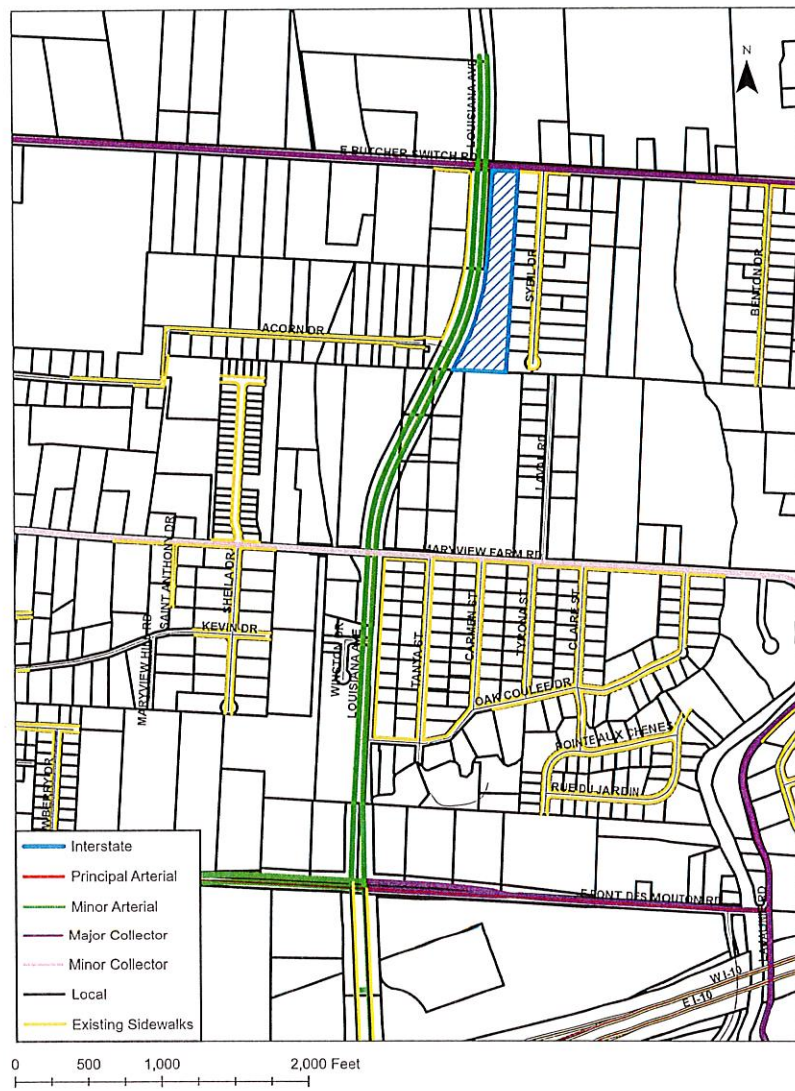 N
LOUISIANA AVE
E BUTCHER SWITCH RD
SYBIL DR
BENTON DR
ACORN DR
LAVAL RD
MARYVIEW FARM RD
SAINT ANTHONY DR
SHEILA DR
KEVIN DR
MARYVIEW HILL RD
WINSTON DR
LOUISIANA AVE
TANTA ST
CARMEN ST
TYRONA ST
CLAIRE ST
OAK COULEE DR
POINTE AUX CHENES
RUE DU JARDIN
E PONT DES MOUTON RD
W I-10
E I-10
Interstate
Principal Arterial
Minor Arterial
Major Collector
Minor Collector
Local
Existing Sidewalks
0 500 1,000 2,000 Feet